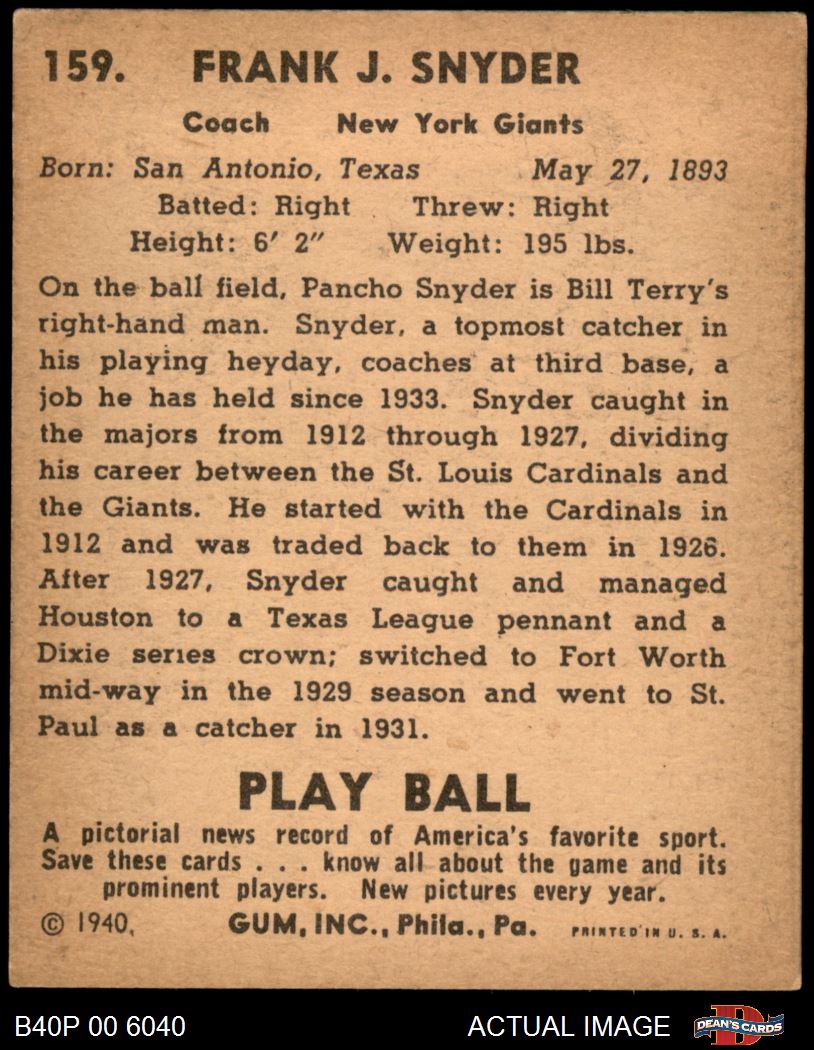 159. FRANK J. SNYDER
Coach New York Giants
Born: San Antonio, Texas May 27, 1893
Batted: Right Threw: Right
Height: 6' 2" Weight: 195 lbs.
On the ball field, Pancho Snyder is Bill Terry's
right-hand man. Snyder, a topmost catcher in
his playing heyday, coaches at third base, a
job he has held since 1933. Snyder caught in
the majors from 1912 through 1927, dividing
his career between the St. Louis Cardinals and
the Giants. He started with the Cardinals in
1912 and was traded back to them in 1926.
After 1927, Snyder caught and managed
Houston to a Texas League pennant and a
Dixie series crown; switched to Fort Worth
mid-way in the 1929 season and went to St.
Paul as a catcher in 1931.
PLAY BALL
A pictorial news record of America's favorite sport.
Save these cards . . . know all about the game and its
prominent players. New pictures every year.
© 1940, GUM, INC., Phila., Pa. PRINTED IN U. S. A.
B40P 00 6040 ACTUAL IMAGE D DEAN'S CARDS